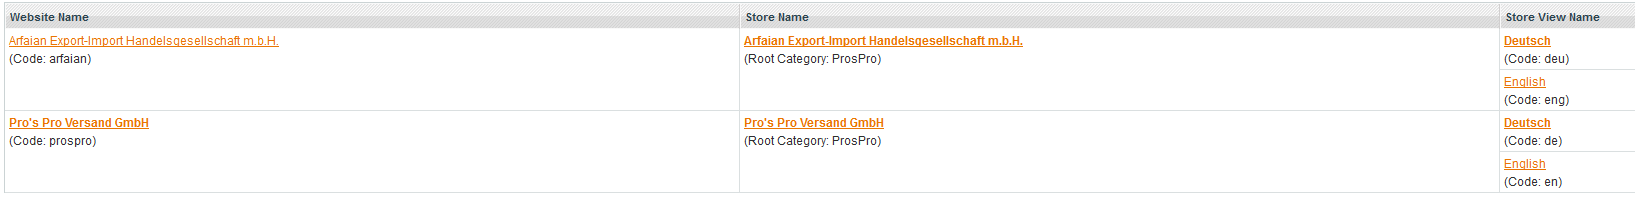 Website Name Store Name Store View Name
Arfaian Export-Import Handelsgesellschaft m.b.H. Arfaian Export-Import Handelsgesellschaft m.b.H. Deutsch
(Code: arfaian) (Root Category: ProsPro) (Code: deu)
English
(Code: eng)
Pro's Pro Versand GmbH Pro's Pro Versand GmbH Deutsch
(Code: prospro) (Root Category: ProsPro) (Code: de)
English
(Code: en)